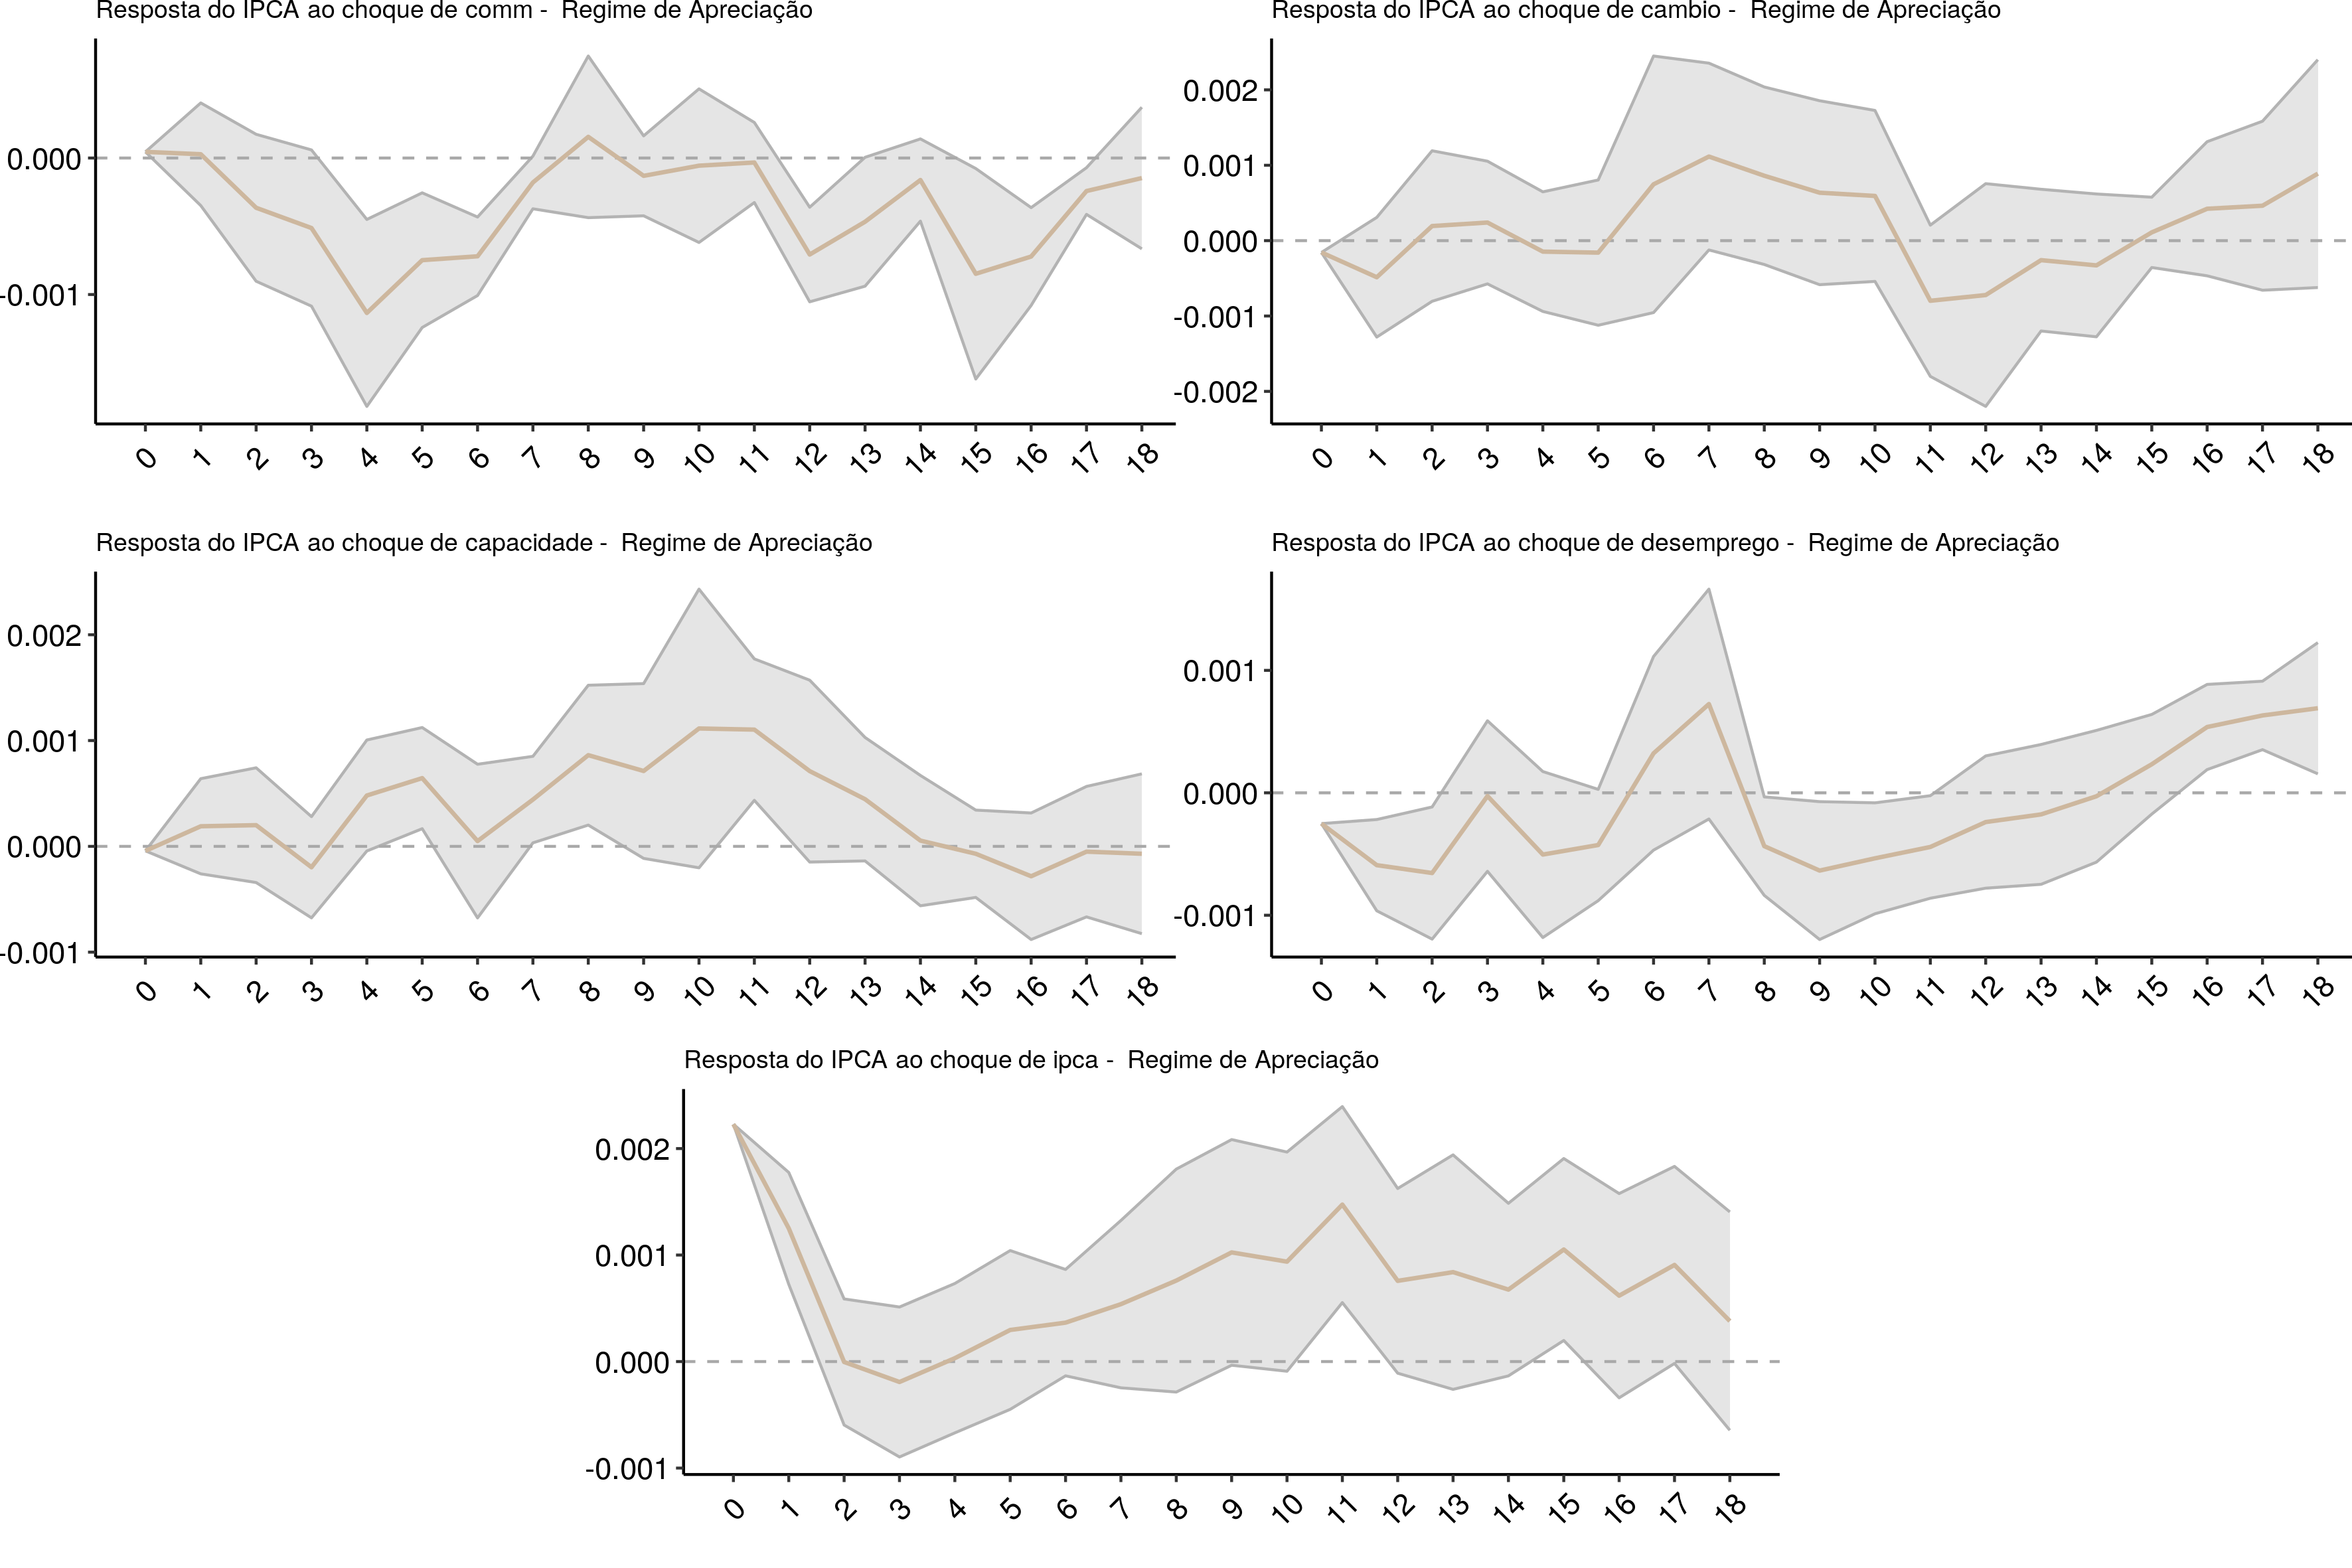 Resposta do IPCA ao choque de comm -  Regime de Apreciação
0.000
-0.001
0 1 2 3 4 5 6 7 8 9 10 11 12 13 14 15 16 17 18
Resposta do IPCA ao choque de cambio -  Regime de Apreciação
0.002
0.001
0.000
-0.001
-0.002
0 1 2 3 4 5 6 7 8 9 10 11 12 13 14 15 16 17 18
Resposta do IPCA ao choque de capacidade -  Regime de Apreciação
0.002
0.001
0.000
-0.001
0 1 2 3 4 5 6 7 8 9 10 11 12 13 14 15 16 17 18
Resposta do IPCA ao choque de desemprego -  Regime de Apreciação
0.001
0.000
-0.001
0 1 2 3 4 5 6 7 8 9 10 11 12 13 14 15 16 17 18
Resposta do IPCA ao choque de ipca -  Regime de Apreciação
0.002
0.001
0.000
-0.001
0 1 2 3 4 5 6 7 8 9 10 11 12 13 14 15 16 17 18